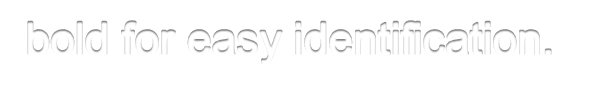 bold for easy identification.